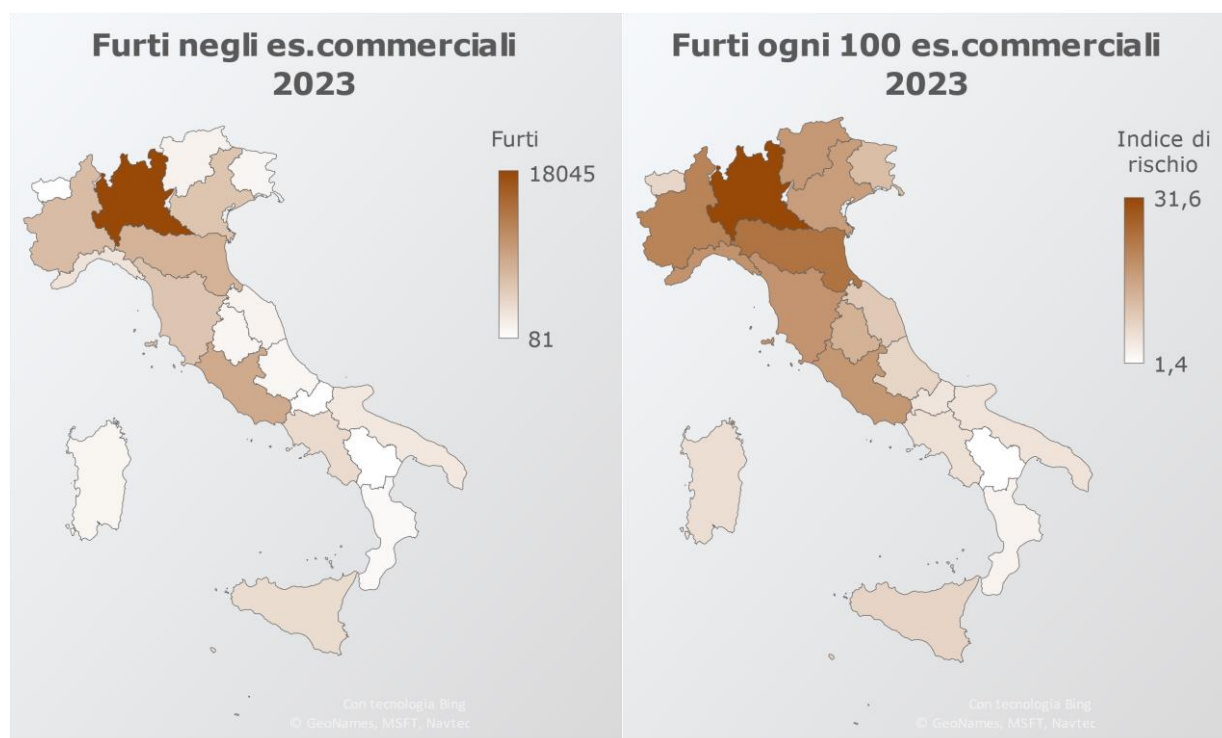 Furti negli es.commerciali
2023
Furti
18045
81
Con tecnologia Bing
© GeoNames, MSFT, Navtec
Furti ogni 100 es.commerciali
2023
Indice di
rischio
31,6
1,4
Con tecnologia Bing
© GeoNames, MSFT, Navtec